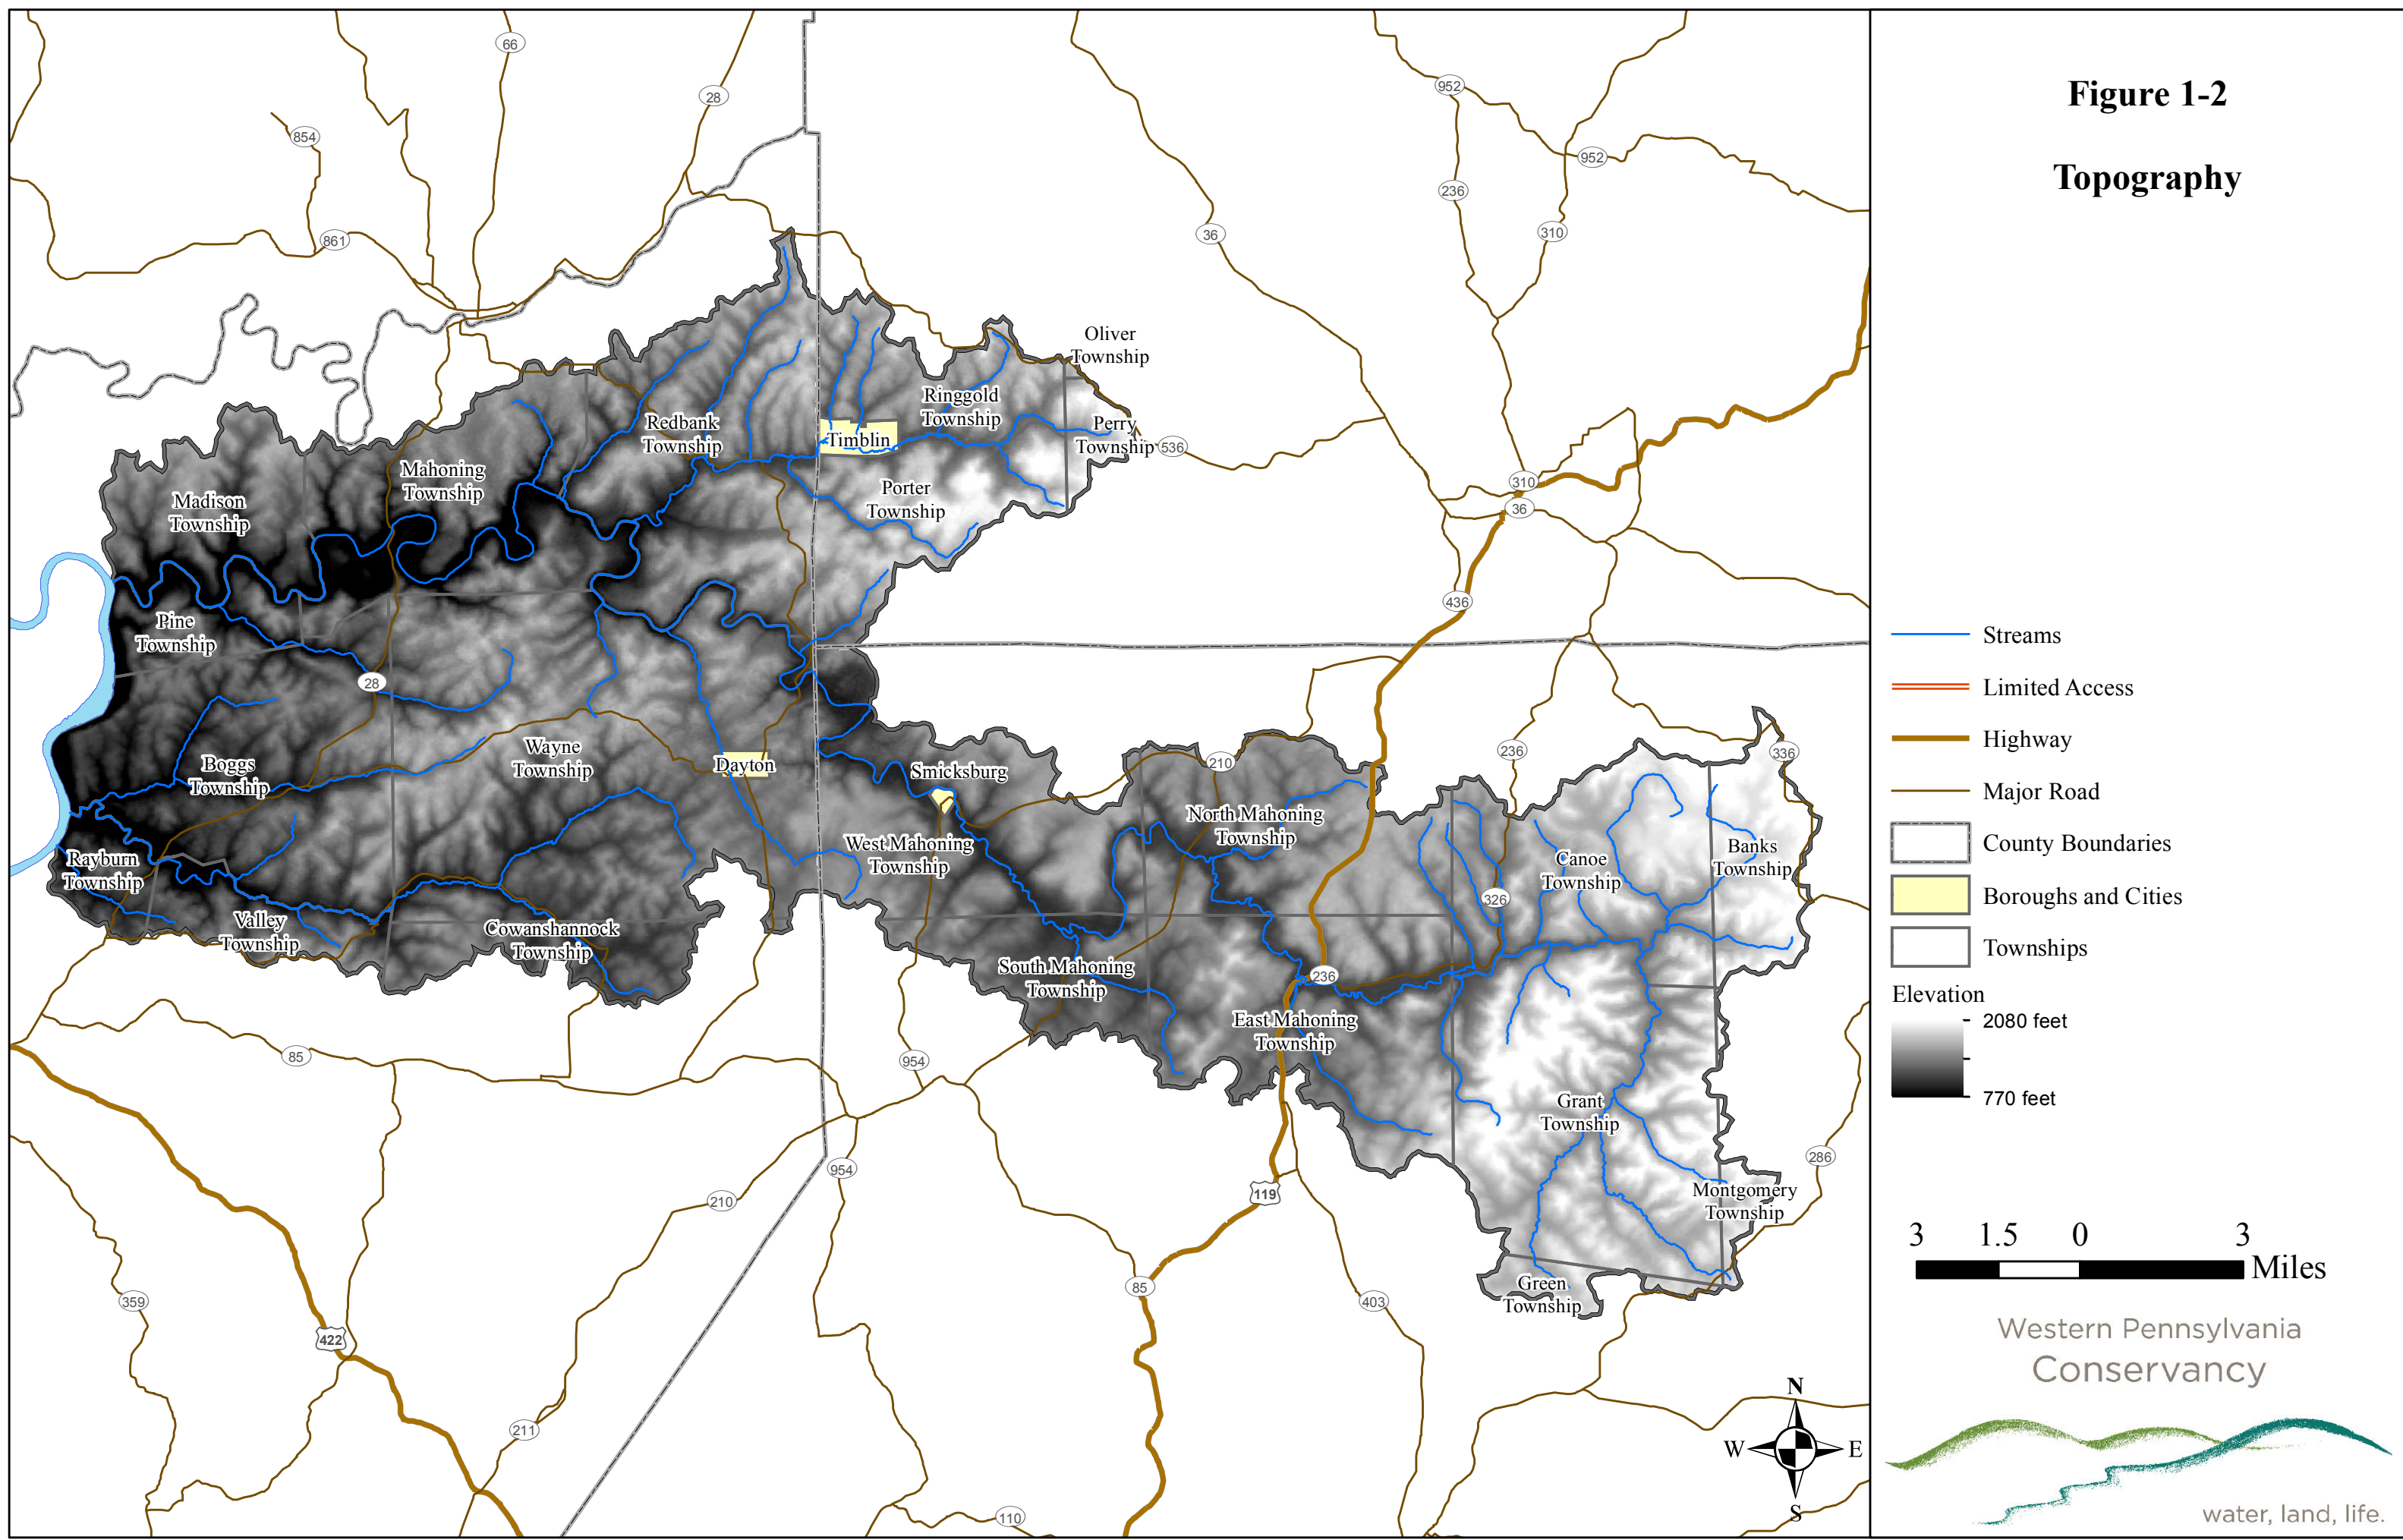 Figure 1-2
Topography
66
28
854
861
952
952
236
310
36
Oliver
Township
Ringgold
Township
Perry
Township
536
Redbank
Township
Timblin
Mahoning
Township
Madison
Township
Porter
Township
310
36
436
Pine
Township
28
Wayne
Township
Boggs
Township
Dayton
Smicksburg
210
236
336
North Mahoning
Township
West Mahoning
Township
Rayburn
Township
Canoe
Township
Banks
Township
326
Valley
Township
Cowanshannock
Township
South Mahoning
Township
236
East Mahoning
Township
85
954
Grant
Township
954
286
210
119
Montgomery
Township
Green
Township
85
403
359
422
211
110
N
W
E
S
Streams
Limited Access
Highway
Major Road
County Boundaries
Boroughs and Cities
Townships
Elevation
2080 feet
770 feet
3 1.5 0 3
Miles
Western Pennsylvania
Conservancy
water, land, life.